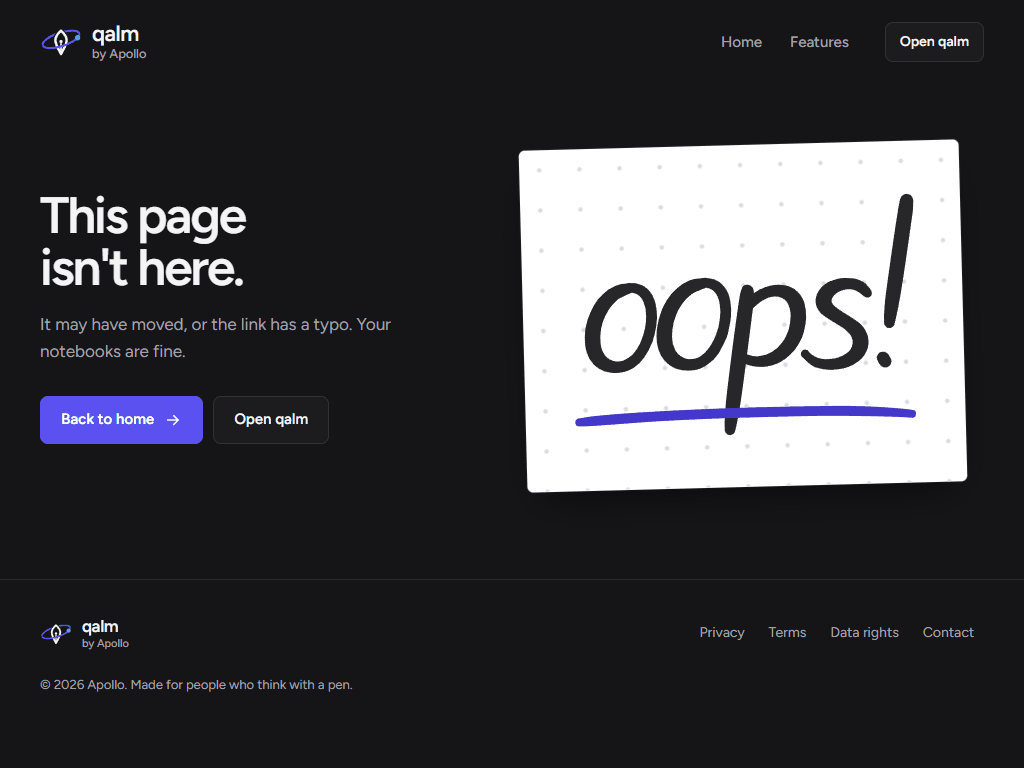 qalm
by Apollo
Home
Features
Open qalm
This page
isn't here.
It may have moved, or the link has a typo. Your
notebooks are fine.
Back to home
Open qalm
oops!
qalm
by Apollo
Privacy
Terms
Data rights
Contact
© 2026 Apollo. Made for people who think with a pen.